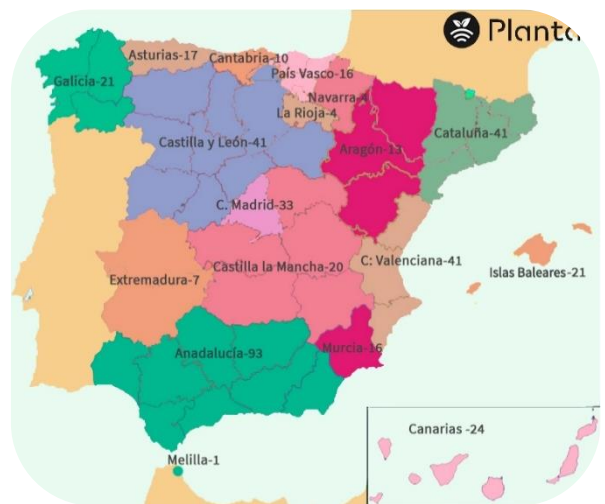 Planta
Asturias-17
Cantabria-10
País Vasco-16
Galicia-21
Navarra-4
La Rioja-4
Cataluña-41
Castilla y León-41
Aragón-13
C. Madrid-33
C: Valenciana-41
Castilla la Mancha-20
Islas Baleares-21
Extremadura-7
Anadalucía-93
Murcia-16
Canarias -24
Melilla-1